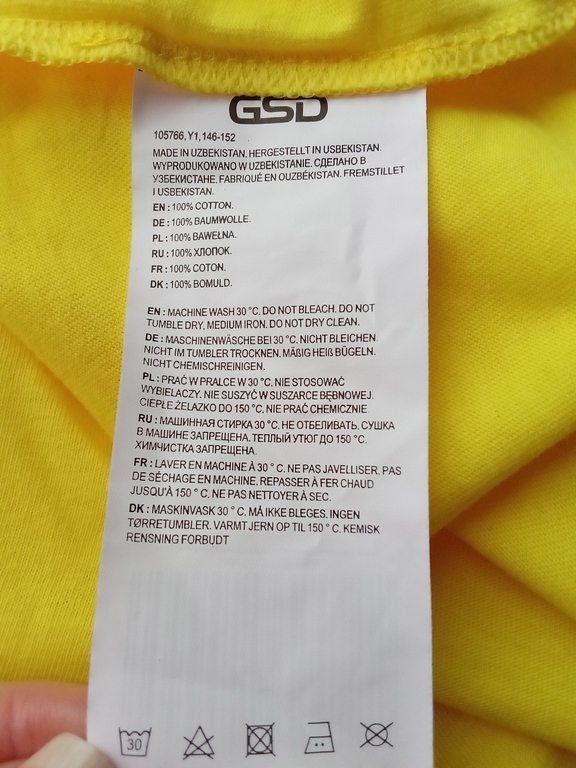 GSD
105766,Y1,146-152
MADE IN UZBEKISTAN. HERGESTELLT IN USBEKISTAN.
WYPRODUKOWANO W UZBEKISTANIE. СДЕЛАНО В
УЗБЕКИСТАНЕ. FABRIQUÉ EN OUZBÉKISTAN. FREMSTILLET
I USBEKISTAN.
EN : 100% COTTON.
DE : 100% BAUMWOLLE.
PL : 100% BAWEŁNA.
RU : 100% ХЛОПОК.
FR : 100% COTON.
DK : 100% BOMULD.
EN : MACHINE WASH 30 °C. DO NOT BLEACH. DO NOT
TUMBLE DRY, MEDIUM IRON. DO NOT DRY CLEAN.
DE : MASCHINENWÄSCHE BEI 30 °C. NICHT BLEICHEN.
NICHT IM TUMBLER TROCKNEN. MÄßIG HEIß BÜGELN.
NICHT CHEMISCHREINIGEN.
PL : PRAĆ W PRALCE W 30 °C. NIE STOSOWAĆ
WYBIELACZY. NIE SUSZYĆ W SUSZARCE BĘBNOWEJ.
CIEPŁE ŻELAZKO DO 150 °C, NIE PRAĆ CHEMICZNIE
RU : МАШИННАЯ СТИРКА 30 °C. НЕ ОТБЕЛИВАТЬ. СУШКА
В МАШИНЕ ЗАПРЕЩЕНА. ТЕПЛЫЙ УТЮГ ДО 150 °C.
ХИМЧИСТКА ЗАПРЕЩЕНА.
FR : LAVER EN MACHINE À 30 ° C. NE PAS JAVELLISER. PAS
DE SÉCHAGE EN MACHINE. REPASSER À FER CHAUD
JUSQU'À 150 ° C, NE PAS NETTOYER À SEC.
DK : MASKINVASK 30 ° C. MÅ IKKE BLEGES. INGEN
TØRRETUMBLER. VARMT JERN OP TIL 150 ° C. KEMISK
RENSNING FORBUDT
30